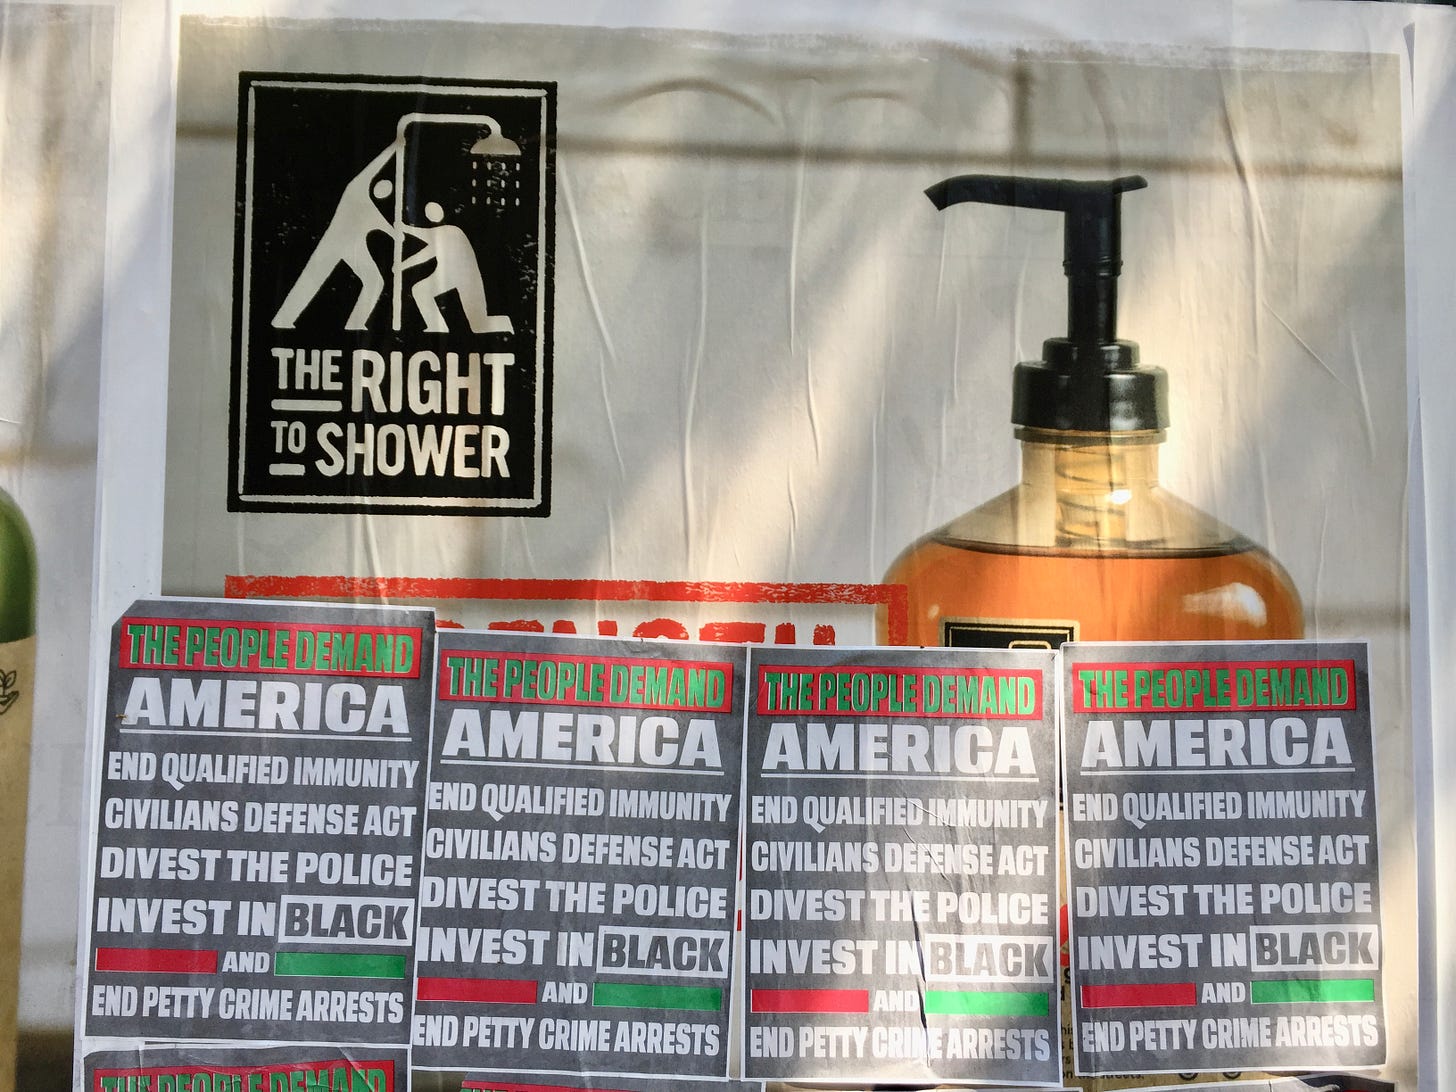 THE RIGHT
TO SHOWER
THE PEOPLE DEMAND
AMERICA
END QUALIFIED IMMUNITY
CIVILIANS DEFENSE ACT
DIVEST THE POLICE
INVEST IN BLACK
AND
END PETTY CRIME ARRESTS
THE PEOPLE DEMAND
AMERICA
END QUALIFIED IMMUNITY
CIVILIANS DEFENSE ACT
DIVEST THE POLICE
INVEST IN BLACK
AND
END PETTY CRIME ARRESTS
THE PEOPLE DEMAND
AMERICA
END QUALIFIED IMMUNITY
CIVILIANS DEFENSE ACT
DIVEST THE POLICE
INVEST IN BLACK
AND
END PETTY CRIME ARRESTS
THE PEOPLE DEMAND
AMERICA
END QUALIFIED IMMUNITY
CIVILIANS DEFENSE ACT
DIVEST THE POLICE
INVEST IN BLACK
AND
END PETTY CRIME ARRESTS
THE PEOPLE DEMAND